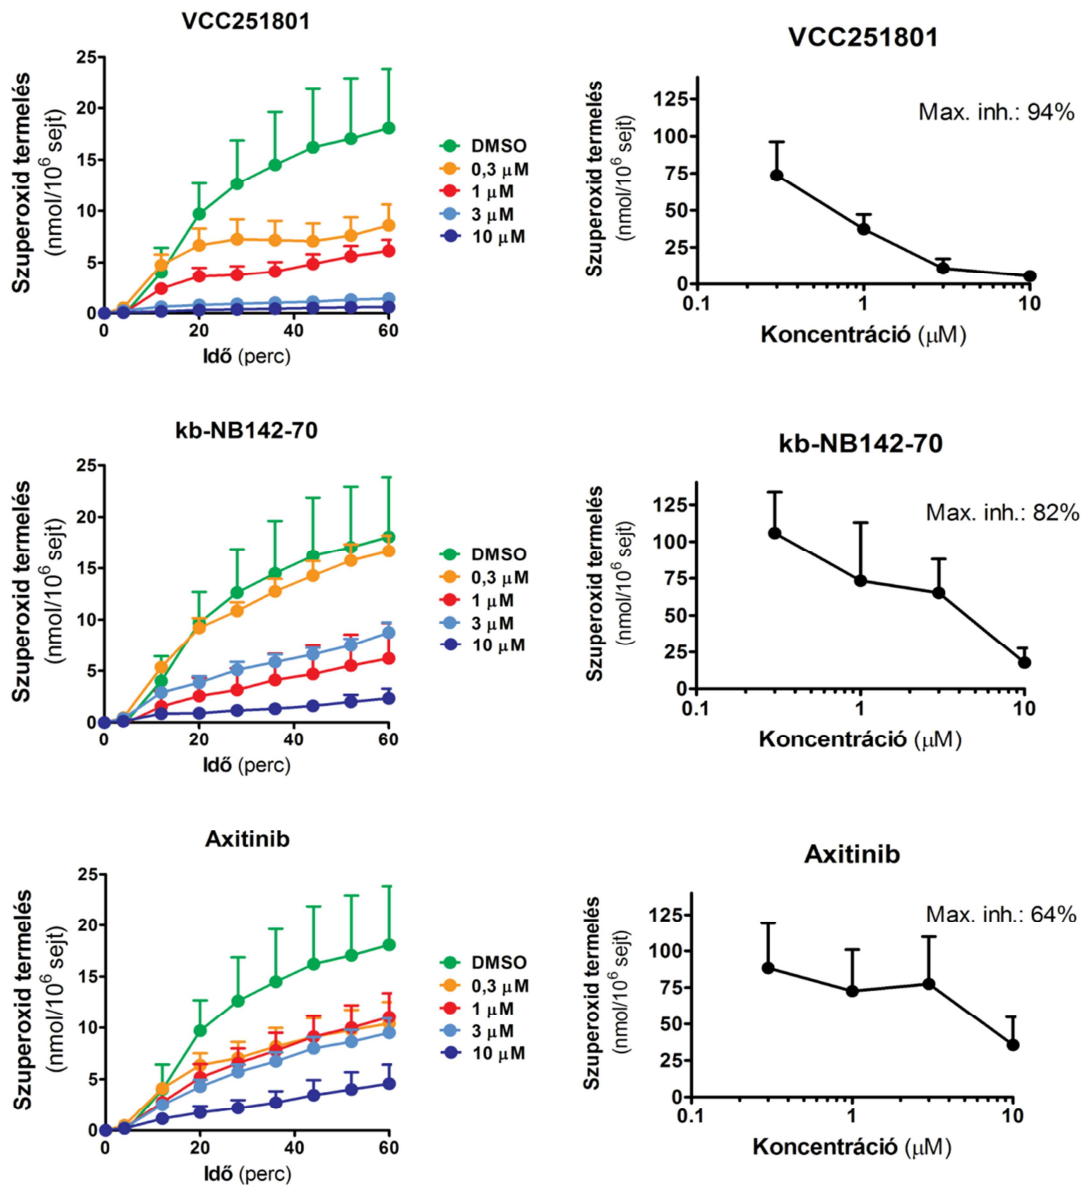 VCC251801
Szuperoxid termelés
(nmol/10⁶ sejt)
25
20
15
10
5
0
0
20
40
60
Idő (perc)
DMSO
0,3 μM
1 μM
3 μM
10 μM
VCC251801
Szuperoxid termelés
(nmol/10⁶ sejt)
125
100
75
50
25
0
0.1
1
10
Koncentráció (μM)
Max. inh.: 94%
kb-NB142-70
Szuperoxid termelés
(nmol/10⁶ sejt)
25
20
15
10
5
0
0
20
40
60
Idő (perc)
DMSO
0,3 μM
1 μM
3 μM
10 μM
kb-NB142-70
Szuperoxid termelés
(nmol/10⁶ sejt)
125
100
75
50
25
0
0.1
1
10
Koncentráció (μM)
Max. inh.: 82%
Axitinib
Szuperoxid termelés
(nmol/10⁶ sejt)
25
20
15
10
5
0
0
20
40
60
Idő (perc)
DMSO
0,3 μM
1 μM
3 μM
10 μM
Axitinib
Szuperoxid termelés
(nmol/10⁶ sejt)
125
100
75
50
25
0
0.1
1
10
Koncentráció (μM)
Max. inh.: 64%